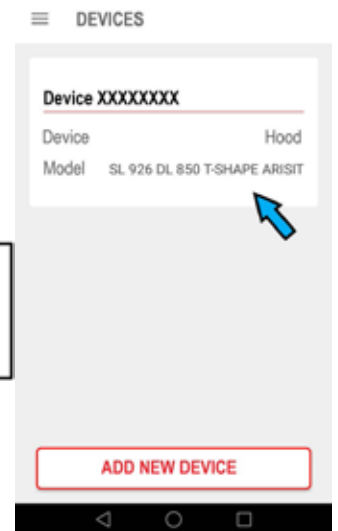 DEVICES
Device XXXXXXXX
Device Hood
Model SL 926 DL 850 T-SHAPE ARISIT
ADD NEW DEVICE